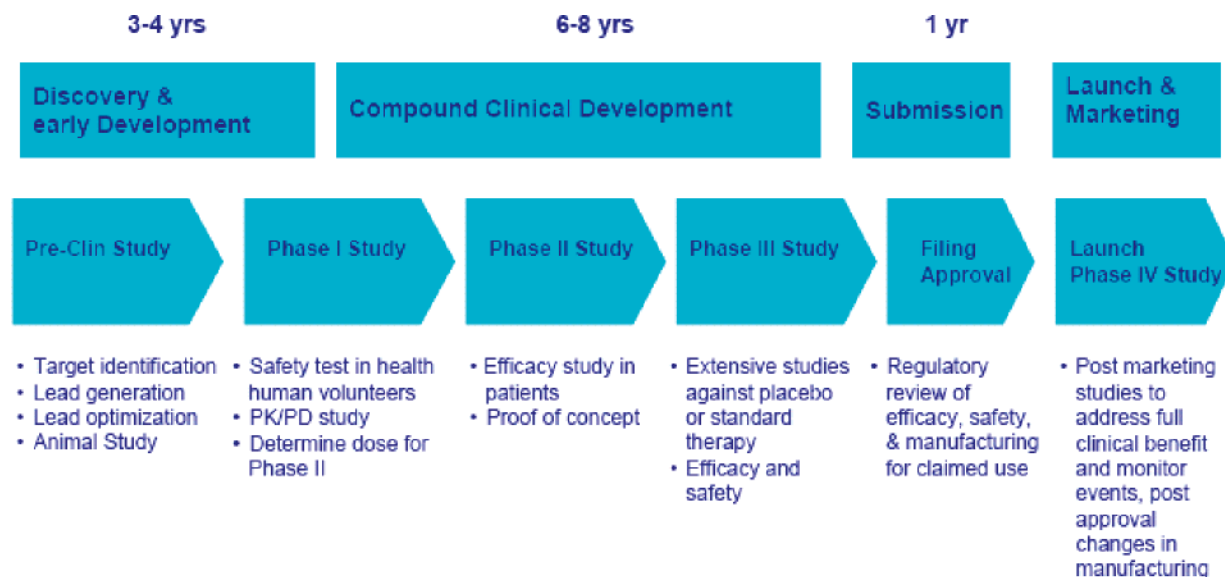 3-4 yrs
6-8 yrs
1 yr
Discovery &
early Development
Compound Clinical Development
Submission
Launch &
Marketing
Pre-Clin Study
Phase I Study
Phase II Study
Phase III Study
Filing
Approval
Launch
Phase IV Study
• Target identification
• Lead generation
• Lead optimization
• Animal Study
• Safety test in health
human volunteers
• PK/PD study
• Determine dose for
Phase II
• Efficacy study in
patients
• Proof of concept
• Extensive studies
against placebo
or standard
therapy
• Efficacy and
safety
• Regulatory
review of
efficacy, safety,
& manufacturing
for claimed use
• Post marketing
studies to
address full
clinical benefit
and monitor
events, post
approval
changes in
manufacturing